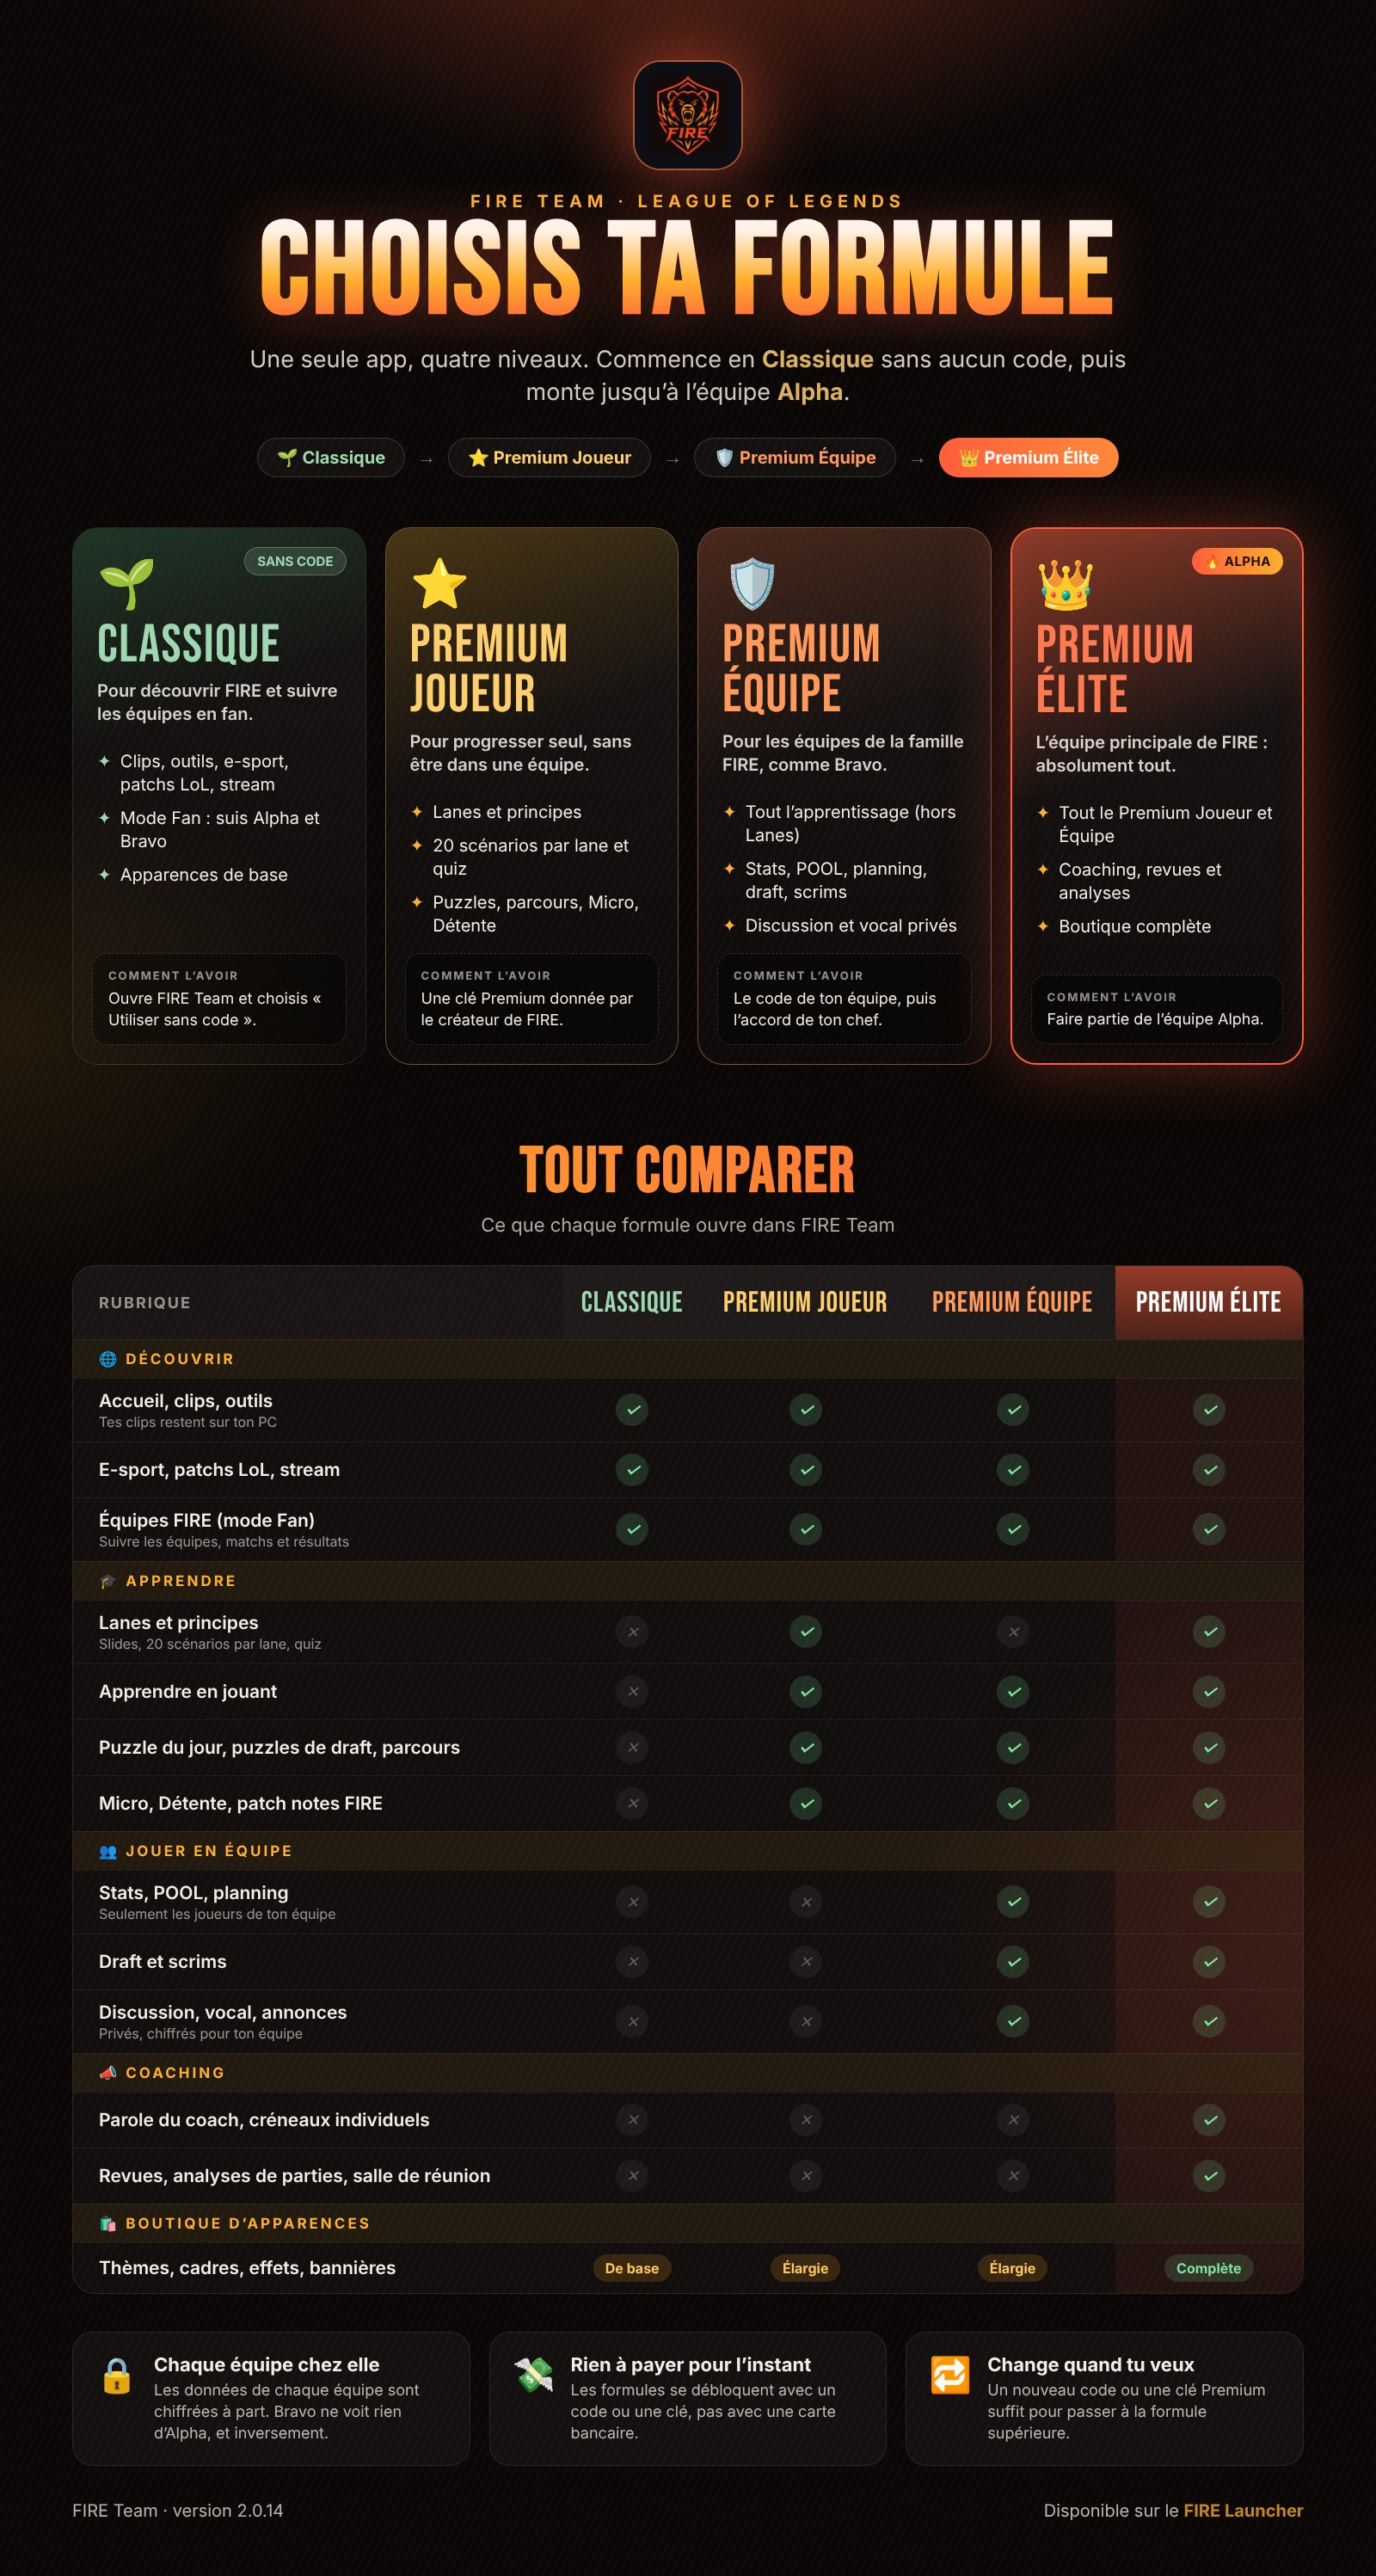 FIRE
FIRE TEAM · LEAGUE OF LEGENDS
CHOISIS TA FORMULE
Une seule app, quatre niveaux. Commence en Classique sans aucun code, puis
monte jusqu’à l’équipe Alpha.
🌱 Classique → ⭐ Premium Joueur → 🛡️ Premium Équipe → 👑 Premium Élite
SANS CODE
CLASSIQUE
Pour découvrir FIRE et suivre
les équipes en fan.
✦ Clips, outils, e-sport,
patchs LoL, stream
✦ Mode Fan : suis Alpha et
Bravo
✦ Apparences de base
COMMENT L’AVOIR
Ouvre FIRE Team et choisis «
Utiliser sans code ».
PREMIUM
JOUEUR
Pour progresser seul, sans
être dans une équipe.
✦ Lanes et principes
✦ 20 scénarios par lane et
quiz
✦ Puzzles, parcours, Micro,
Détente
COMMENT L’AVOIR
Une clé Premium donnée par
le créateur de FIRE.
PREMIUM
ÉQUIPE
Pour les équipes de la famille
FIRE, comme Bravo.
✦ Tout l’apprentissage (hors
Lanes)
✦ Stats, POOL, planning,
draft, scrims
✦ Discussion et vocal privés
COMMENT L’AVOIR
Le code de ton équipe, puis
l’accord de ton chef.
🔥 ALPHA
PREMIUM
ÉLITE
L’équipe principale de FIRE :
absolument tout.
✦ Tout le Premium Joueur et
Équipe
✦ Coaching, revues et
analyses
✦ Boutique complète
COMMENT L’AVOIR
Faire partie de l’équipe Alpha.
TOUT COMPARER
Ce que chaque formule ouvre dans FIRE Team
RUBRIQUE CLASSIQUE PREMIUM JOUEUR PREMIUM ÉQUIPE PREMIUM ÉLITE
🌐 DÉCOUVRIR
Accueil, clips, outils ✓ ✓ ✓ ✓
Tes clips restent sur ton PC
E-sport, patchs LoL, stream ✓ ✓ ✓ ✓
Équipes FIRE (mode Fan) ✓ ✓ ✓ ✓
Suivre les équipes, matchs et résultats
🎓 APPRENDRE
Lanes et principes ✕ ✓ ✕ ✓
Slides, 20 scénarios par lane, quiz
Apprendre en jouant ✕ ✓ ✓ ✓
Puzzle du jour, puzzles de draft, parcours ✕ ✓ ✓ ✓
Micro, Détente, patch notes FIRE ✕ ✓ ✓ ✓
👥 JOUER EN ÉQUIPE
Stats, POOL, planning ✕ ✕ ✓ ✓
Seulement les joueurs de ton équipe
Draft et scrims ✕ ✕ ✓ ✓
Discussion, vocal, annonces ✕ ✕ ✓ ✓
Privés, chiffrés pour ton équipe
📣 COACHING
Parole du coach, créneaux individuels ✕ ✕ ✕ ✓
Revues, analyses de parties, salle de réunion ✕ ✕ ✕ ✓
🛍️ BOUTIQUE D’APPARENCES
Thèmes, cadres, effets, bannières De base Élargie Élargie Complète
Chaque équipe chez elle
Les données de chaque équipe sont
chiffrées à part. Bravo ne voit rien
d’Alpha, et inversement.
Rien à payer pour l’instant
Les formules se débloquent avec un
code ou une clé, pas avec une carte
bancaire.
Change quand tu veux
Un nouveau code ou une clé Premium
suffit pour passer à la formule
supérieure.
FIRE Team · version 2.0.14
Disponible sur le FIRE Launcher